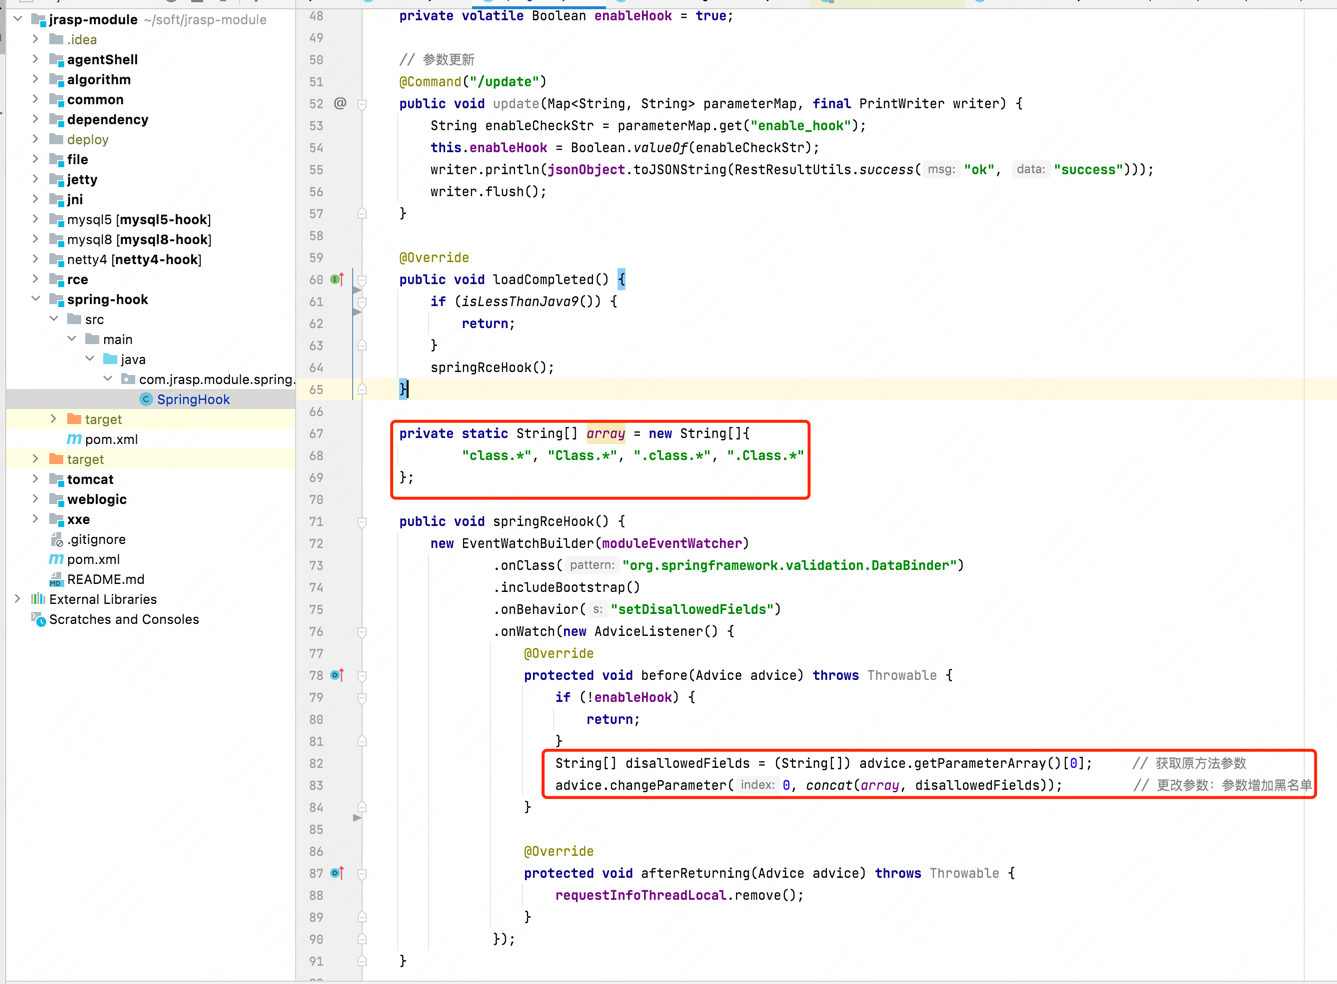 jrasp-module ~/soft/jrasp-module
.idea
agentShell
algorithm
common
dependency
deploy
file
jetty
jni
mysql5 [mysql5-hook]
mysql8 [mysql8-hook]
netty4 [netty4-hook]
rce
spring-hook
src
main
java
com.jrasp.module.spring.
SpringHook
target
pom.xml
target
tomcat
weblogic
xxe
.gitignore
pom.xml
README.md
External Libraries
Scratches and Consoles
48 private volatile Boolean enableHook = true;
49
50 // 参数更新
51 @Command("/update")
52 @ public void update(Map<String, String> parameterMap, final PrintWriter writer) {
53 String enableCheckStr = parameterMap.get("enable_hook");
54 this.enableHook = Boolean.valueOf(enableCheckStr);
55 writer.println(jsonObject.toJSONString(RestResultUtils.success( msg: "ok", data: "success")));
56 writer.flush();
57 }
58
59 @Override
60 public void loadCompleted() {
61 if (isLessThanJava9()) {
62 return;
63 }
64 springRceHook();
65 }
66
67 private static String[] array = new String[]{
68 "class.*", "Class.*", ".class.*", ".Class.*"
69 };
70
71 public void springRceHook() {
72 new EventWatchBuilder(moduleEventWatcher)
73 .onClass( pattern: "org.springframework.validation.DataBinder")
74 .includeBootstrap()
75 .onBehavior( s: "setDisallowedFields")
76 .onWatch(new AdviceListener() {
77 @Override
78 protected void before(Advice advice) throws Throwable {
79 if (!enableHook) {
80 return;
81 }
82 String[] disallowedFields = (String[]) advice.getParameterArray()[0]; // 获取原方法参数
83 advice.changeParameter( index: 0, concat(array, disallowedFields)); // 更改参数: 参数增加黑名单
84 }
85
86 @Override
87 protected void afterReturning(Advice advice) throws Throwable {
88 requestInfoThreadLocal.remove();
89 }
90 });
91 }